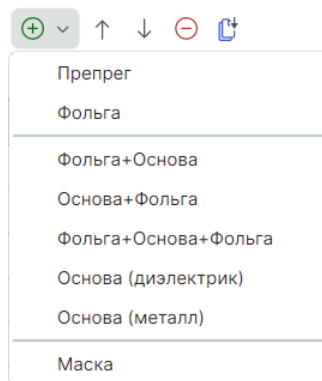 Препрег
Фольга
Фольга+Основа
Основа+Фольга
Фольга+Основа+Фольга
Основа (диэлектрик)
Основа (металл)
Маска